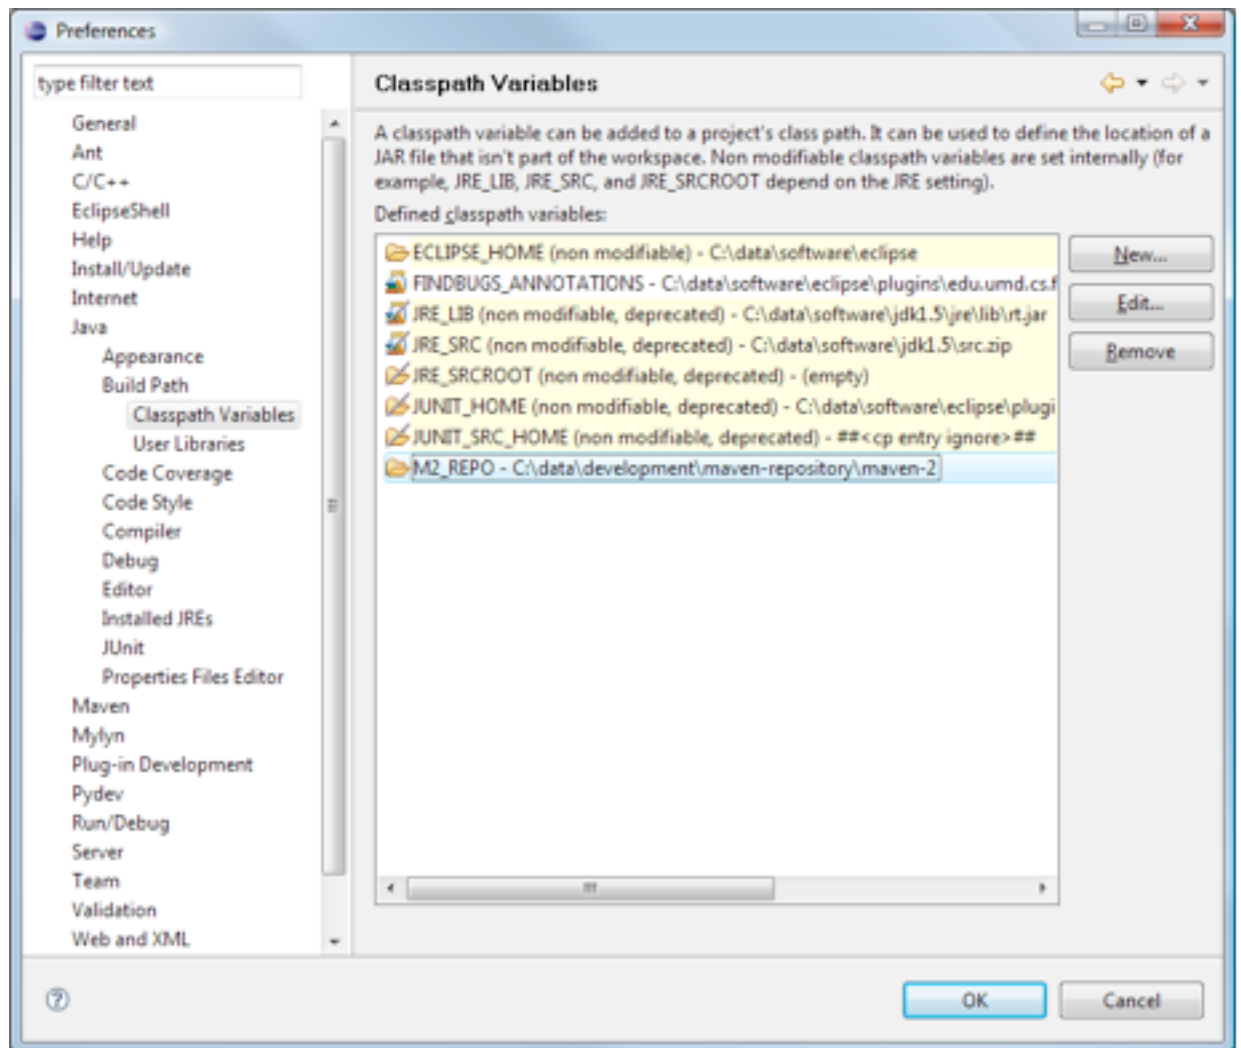 Preferences
type filter text
General
Ant
C/C++
EclipseShell
Help
Install/Update
Internet
Java
Appearance
Build Path
Classpath Variables
User Libraries
Code Coverage
Code Style
Compiler
Debug
Editor
Installed JREs
JUnit
Properties Files Editor
Maven
Mylyn
Plug-in Development
Pydev
Run/Debug
Server
Team
Validation
Web and XML
Classpath Variables
A classpath variable can be added to a project's class path. It can be used to define the location of a
JAR file that isn't part of the workspace. Non modifiable classpath variables are set internally (for
example, JRE_LIB, JRE_SRC, and JRE_SRCROOT depend on the JRE setting).
Defined classpath variables:
ECLIPSE_HOME (non modifiable) - C:\data\software\eclipse
FINDBUGS_ANNOTATIONS - C:\data\software\eclipse\plugins\edu.umd.cs.f
JRE_LIB (non modifiable, deprecated) - C:\data\software\jdk1.5\jre\lib\rt.jar
JRE_SRC (non modifiable, deprecated) - C:\data\software\jdk1.5\src.zip
JRE_SRCROOT (non modifiable, deprecated) - (empty)
JUNIT_HOME (non modifiable, deprecated) - C:\data\software\eclipse\plugi
JUNIT_SRC_HOME (non modifiable, deprecated) - ##<cp entry ignore>##
M2_REPO - C:\data\development\maven-repository\maven-2
New...
Edit...
Remove
OK
Cancel